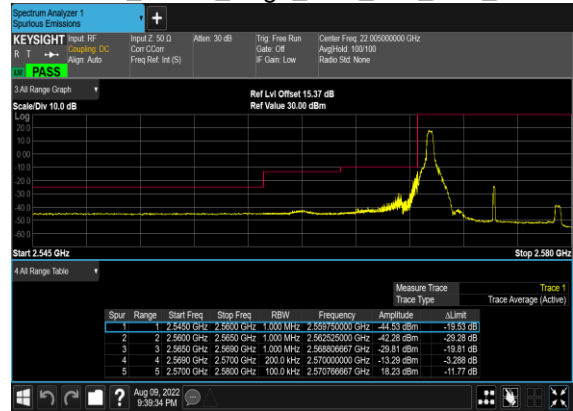 Spectrum Analyzer 1
Spurious Emissions
+
KEYSIGHT Input: RF Input Z: 50 Ω Atten: 30 dB Trig: Free Run Center Freq: 22.005000000 GHz
R T Coupling: DC Corr CCorr Gate: Off Avg|Hold: 100/100
Align: Auto Freq Ref: Int (S) IF Gain: Low Radio Std: None
LW PASS
3 All Range Graph Ref Lvl Offset 15.37 dB
Scale/Div 10.0 dB Ref Value 30.00 dBm
Log
20.0
10.0
0.00
-10.0
-20.0
-30.0
-40.0
-50.0
-60.0
Start 2.545 GHz Stop 2.580 GHz
4 All Range Table
Measure Trace Trace 1
Trace Type Trace Average (Active)
Spur Range Start Freq Stop Freq RBW Frequency Amplitude ΔLimit
1 1 2.5450 GHz 2.5600 GHz 1.000 MHz 2.559750000 GHz -44.53 dBm -19.53 dB
2 2 2.5600 GHz 2.5650 GHz 1.000 MHz 2.562525000 GHz -42.28 dBm -29.28 dB
3 3 2.5650 GHz 2.5690 GHz 1.000 MHz 2.568806667 GHz -29.81 dBm -19.81 dB
4 4 2.5690 GHz 2.5700 GHz 200.0 kHz 2.570000000 GHz -13.29 dBm -3.288 dB
5 5 2.5700 GHz 2.5800 GHz 100.0 kHz 2.570766667 GHz 18.23 dBm -11.77 dB
? Aug 09, 2022
9:39:34 PM